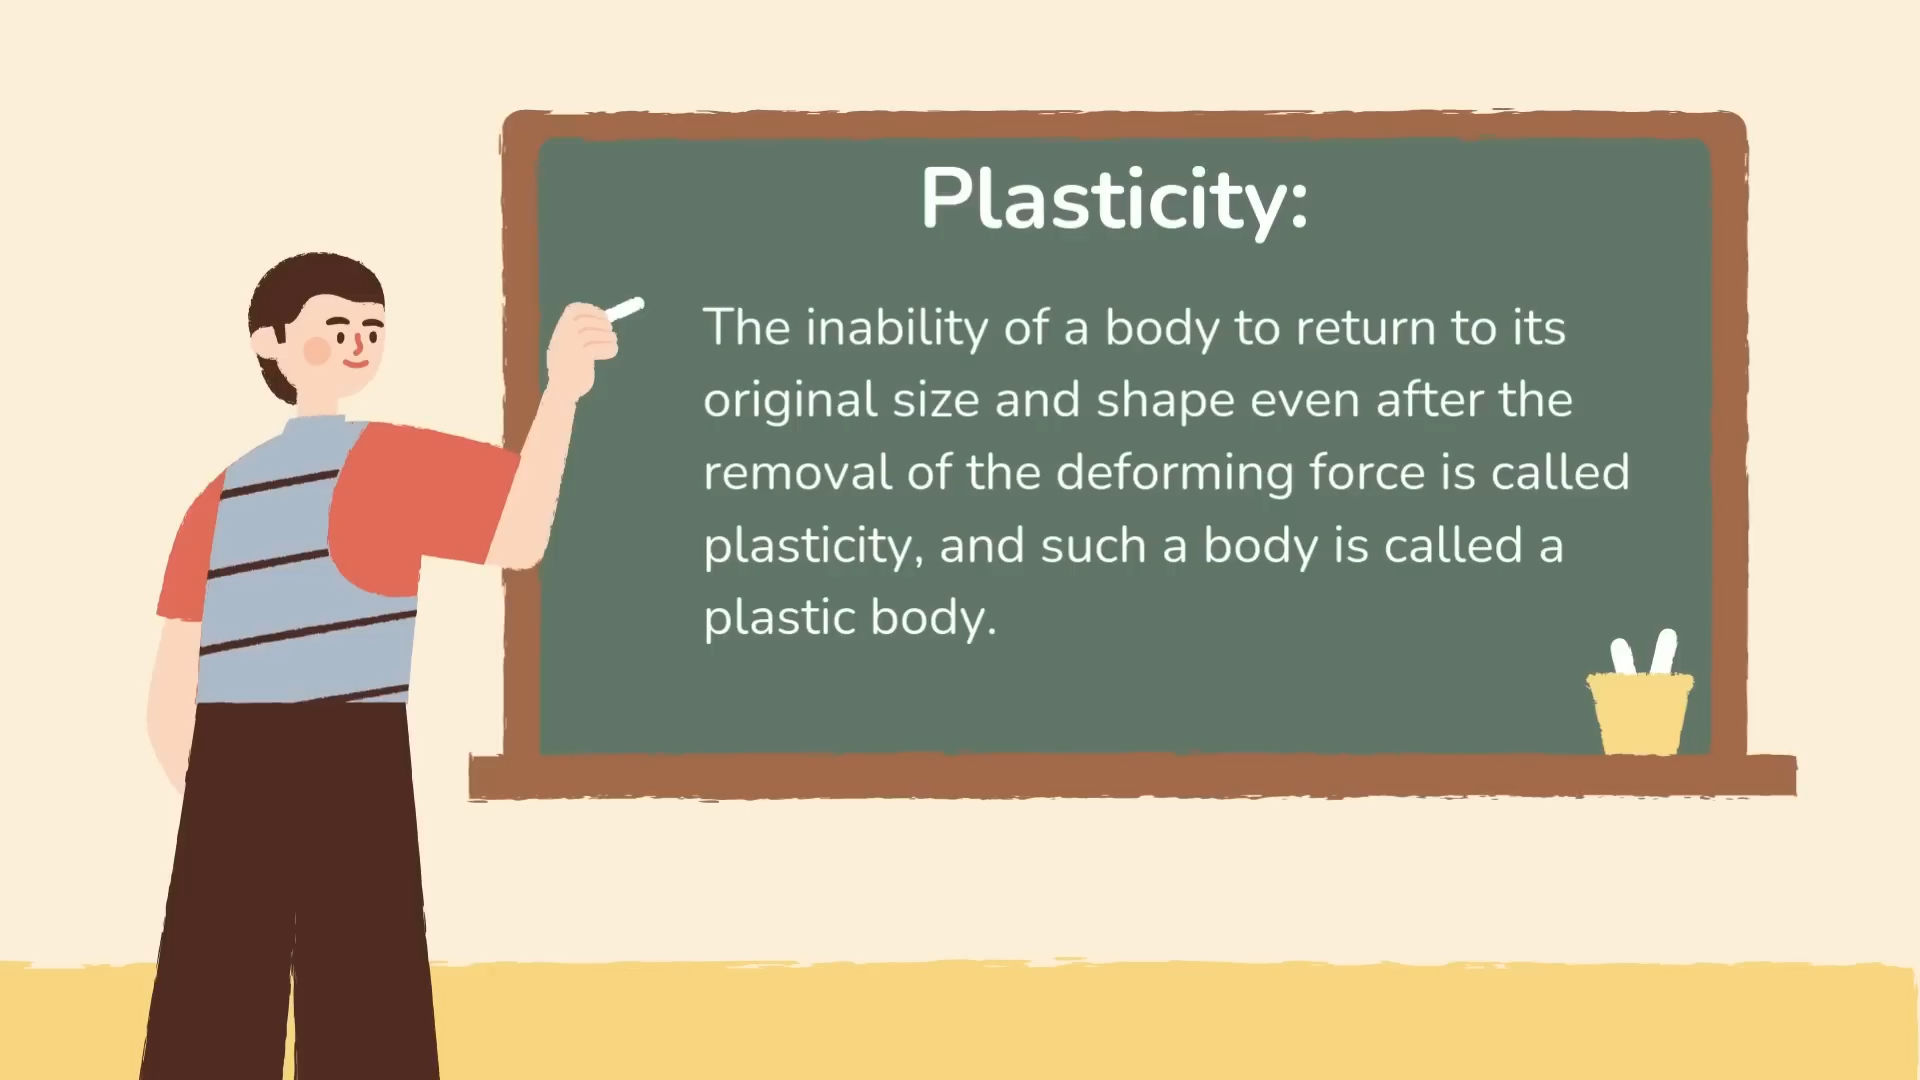 Plasticity:
The inability of a body to return to its
original size and shape even after the
removal of the deforming force is called
plasticity, and such a body is called a
plastic body.